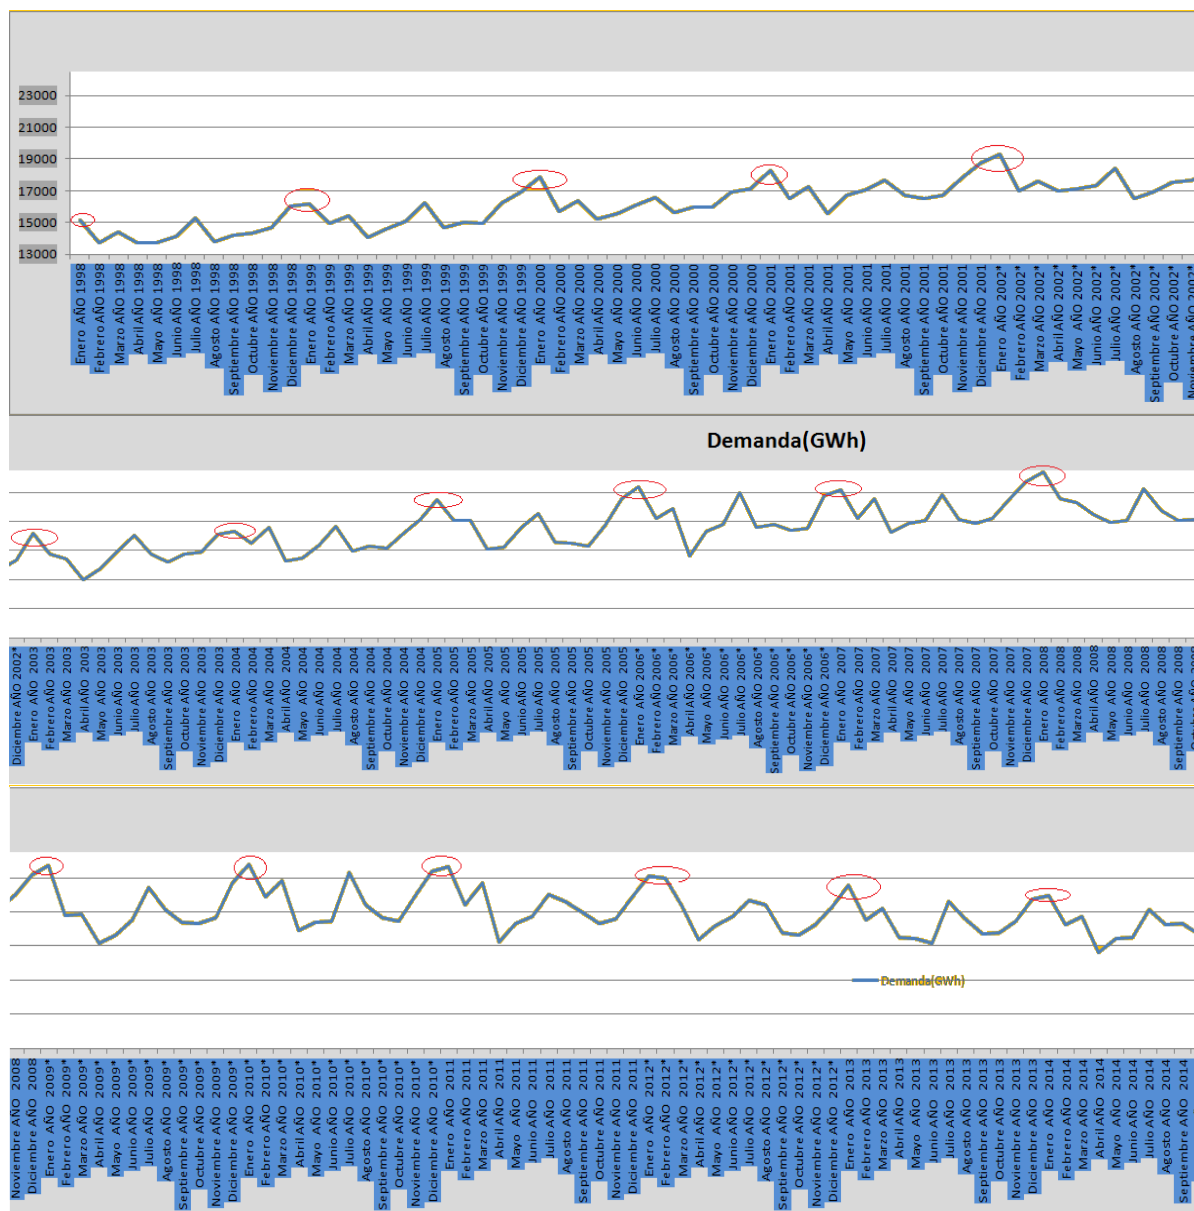 23000
21000
19000
17000
15000
13000
Enero AÑO 1998
Febrero AÑO 1998
Marzo AÑO 1998
Abril AÑO 1998
Mayo AÑO 1998
Junio AÑO 1998
Julio AÑO 1998
Agosto AÑO 1998
Septiembre AÑO 1998
Octubre AÑO 1998
Noviembre AÑO 1998
Diciembre AÑO 1998
Enero AÑO 1999
Febrero AÑO 1999
Marzo AÑO 1999
Abril AÑO 1999
Mayo AÑO 1999
Junio AÑO 1999
Julio AÑO 1999
Agosto AÑO 1999
Septiembre AÑO 1999
Octubre AÑO 1999
Noviembre AÑO 1999
Diciembre AÑO 1999
Enero AÑO 2000
Febrero AÑO 2000
Marzo AÑO 2000
Abril AÑO 2000
Mayo AÑO 2000
Junio AÑO 2000
Julio AÑO 2000
Agosto AÑO 2000
Septiembre AÑO 2000
Octubre AÑO 2000
Noviembre AÑO 2000
Diciembre AÑO 2000
Enero AÑO 2001
Febrero AÑO 2001
Marzo AÑO 2001
Abril AÑO 2001
Mayo AÑO 2001
Junio AÑO 2001
Julio AÑO 2001
Agosto AÑO 2001
Septiembre AÑO 2001
Octubre AÑO 2001
Noviembre AÑO 2001
Diciembre AÑO 2001
Enero AÑO 2002*
Febrero AÑO 2002*
Marzo AÑO 2002*
Abril AÑO 2002*
Mayo AÑO 2002*
Junio AÑO 2002*
Julio AÑO 2002*
Agosto AÑO 2002*
Septiembre AÑO 2002*
Octubre AÑO 2002*
Noviembre AÑO 2002*
Demanda(GWh)
Diciembre AÑO 2002*
Enero AÑO 2003
Febrero AÑO 2003
Marzo AÑO 2003
Abril AÑO 2003
Mayo AÑO 2003
Junio AÑO 2003
Julio AÑO 2003
Agosto AÑO 2003
Septiembre AÑO 2003
Octubre AÑO 2003
Noviembre AÑO 2003
Diciembre AÑO 2003
Enero AÑO 2004
Febrero AÑO 2004
Marzo AÑO 2004
Abril AÑO 2004
Mayo AÑO 2004
Junio AÑO 2004
Julio AÑO 2004
Agosto AÑO 2004
Septiembre AÑO 2004
Octubre AÑO 2004
Noviembre AÑO 2004
Diciembre AÑO 2004
Enero AÑO 2005
Febrero AÑO 2005
Marzo AÑO 2005
Abril AÑO 2005
Mayo AÑO 2005
Junio AÑO 2005
Julio AÑO 2005
Agosto AÑO 2005
Septiembre AÑO 2005
Octubre AÑO 2005
Noviembre AÑO 2005
Diciembre AÑO 2005
Enero AÑO 2006*
Febrero AÑO 2006*
Marzo AÑO 2006*
Abril AÑO 2006*
Mayo AÑO 2006*
Junio AÑO 2006*
Julio AÑO 2006*
Agosto AÑO 2006*
Septiembre AÑO 2006*
Octubre AÑO 2006*
Noviembre AÑO 2006*
Diciembre AÑO 2006*
Enero AÑO 2007
Febrero AÑO 2007
Marzo AÑO 2007
Abril AÑO 2007
Mayo AÑO 2007
Junio AÑO 2007
Julio AÑO 2007
Agosto AÑO 2007
Septiembre AÑO 2007
Octubre AÑO 2007
Noviembre AÑO 2007
Diciembre AÑO 2007
Enero AÑO 2008
Febrero AÑO 2008
Marzo AÑO 2008
Abril AÑO 2008
Mayo AÑO 2008
Junio AÑO 2008
Julio AÑO 2008
Agosto AÑO 2008
Septiembre AÑO 2008
Demanda(GWh)
Noviembre AÑO 2008
Diciembre AÑO 2008
Enero AÑO 2009*
Febrero AÑO 2009*
Marzo AÑO 2009*
Abril AÑO 2009*
Mayo AÑO 2009*
Junio AÑO 2009*
Julio AÑO 2009*
Agosto AÑO 2009*
Septiembre AÑO 2009*
Octubre AÑO 2009*
Noviembre AÑO 2009*
Diciembre AÑO 2009*
Enero AÑO 2010*
Febrero AÑO 2010*
Marzo AÑO 2010*
Abril AÑO 2010*
Mayo AÑO 2010*
Junio AÑO 2010*
Julio AÑO 2010*
Agosto AÑO 2010*
Septiembre AÑO 2010*
Octubre AÑO 2010*
Noviembre AÑO 2010*
Diciembre AÑO 2010*
Enero AÑO 2011
Febrero AÑO 2011
Marzo AÑO 2011
Abril AÑO 2011
Mayo AÑO 2011
Junio AÑO 2011
Julio AÑO 2011
Agosto AÑO 2011
Septiembre AÑO 2011
Octubre AÑO 2011
Noviembre AÑO 2011
Diciembre AÑO 2011
Enero AÑO 2012*
Febrero AÑO 2012*
Marzo AÑO 2012*
Abril AÑO 2012*
Mayo AÑO 2012*
Junio AÑO 2012*
Julio AÑO 2012*
Agosto AÑO 2012*
Septiembre AÑO 2012*
Octubre AÑO 2012*
Noviembre AÑO 2012*
Diciembre AÑO 2012*
Enero AÑO 2013
Febrero AÑO 2013
Marzo AÑO 2013
Abril AÑO 2013
Mayo AÑO 2013
Junio AÑO 2013
Julio AÑO 2013
Agosto AÑO 2013
Septiembre AÑO 2013
Octubre AÑO 2013
Noviembre AÑO 2013
Diciembre AÑO 2013
Enero AÑO 2014
Febrero AÑO 2014
Marzo AÑO 2014
Abril AÑO 2014
Mayo AÑO 2014
Junio AÑO 2014
Julio AÑO 2014
Agosto AÑO 2014
Septiembre AÑO 2014